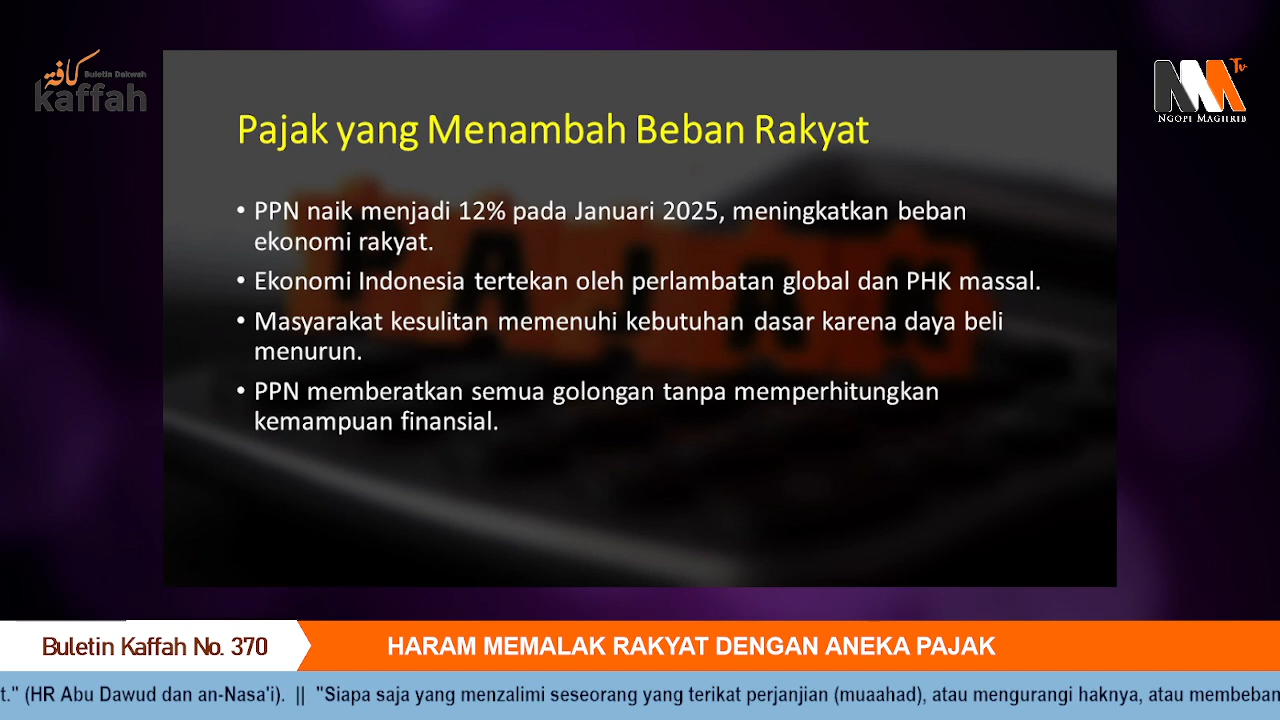 كافة
Buletin Dakwah
kaffah
Tv
NGOPI MAGHRIB
Pajak yang Menambah Beban Rakyat
• PPN naik menjadi 12% pada Januari 2025, meningkatkan beban
ekonomi rakyat.
• Ekonomi Indonesia tertekan oleh perlambatan global dan PHK massal.
• Masyarakat kesulitan memenuhi kebutuhan dasar karena daya beli
menurun.
• PPN memberatkan semua golongan tanpa memperhitungkan
kemampuan finansial.
Buletin Kaffah No. 370
HARAM MEMALAK RAKYAT DENGAN ANEKA PAJAK
t." (HR Abu Dawud dan an-Nasa'i). || "Siapa saja yang menzalimi seseorang yang terikat perjanjian (muaahad), atau mengurangi haknya, atau membeban